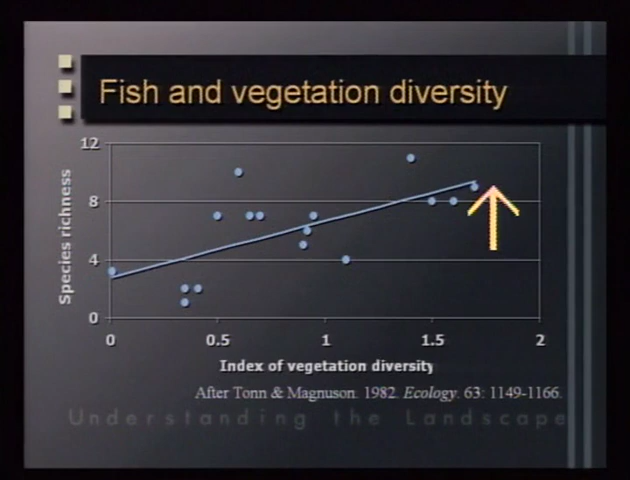 Fish and vegetation diversity
12
8
4
0
Species richness
0 0.5 1 1.5 2
Index of vegetation diversity
After Tonn & Magnuson. 1982. Ecology. 63: 1149-1166.
Understanding the Landscape